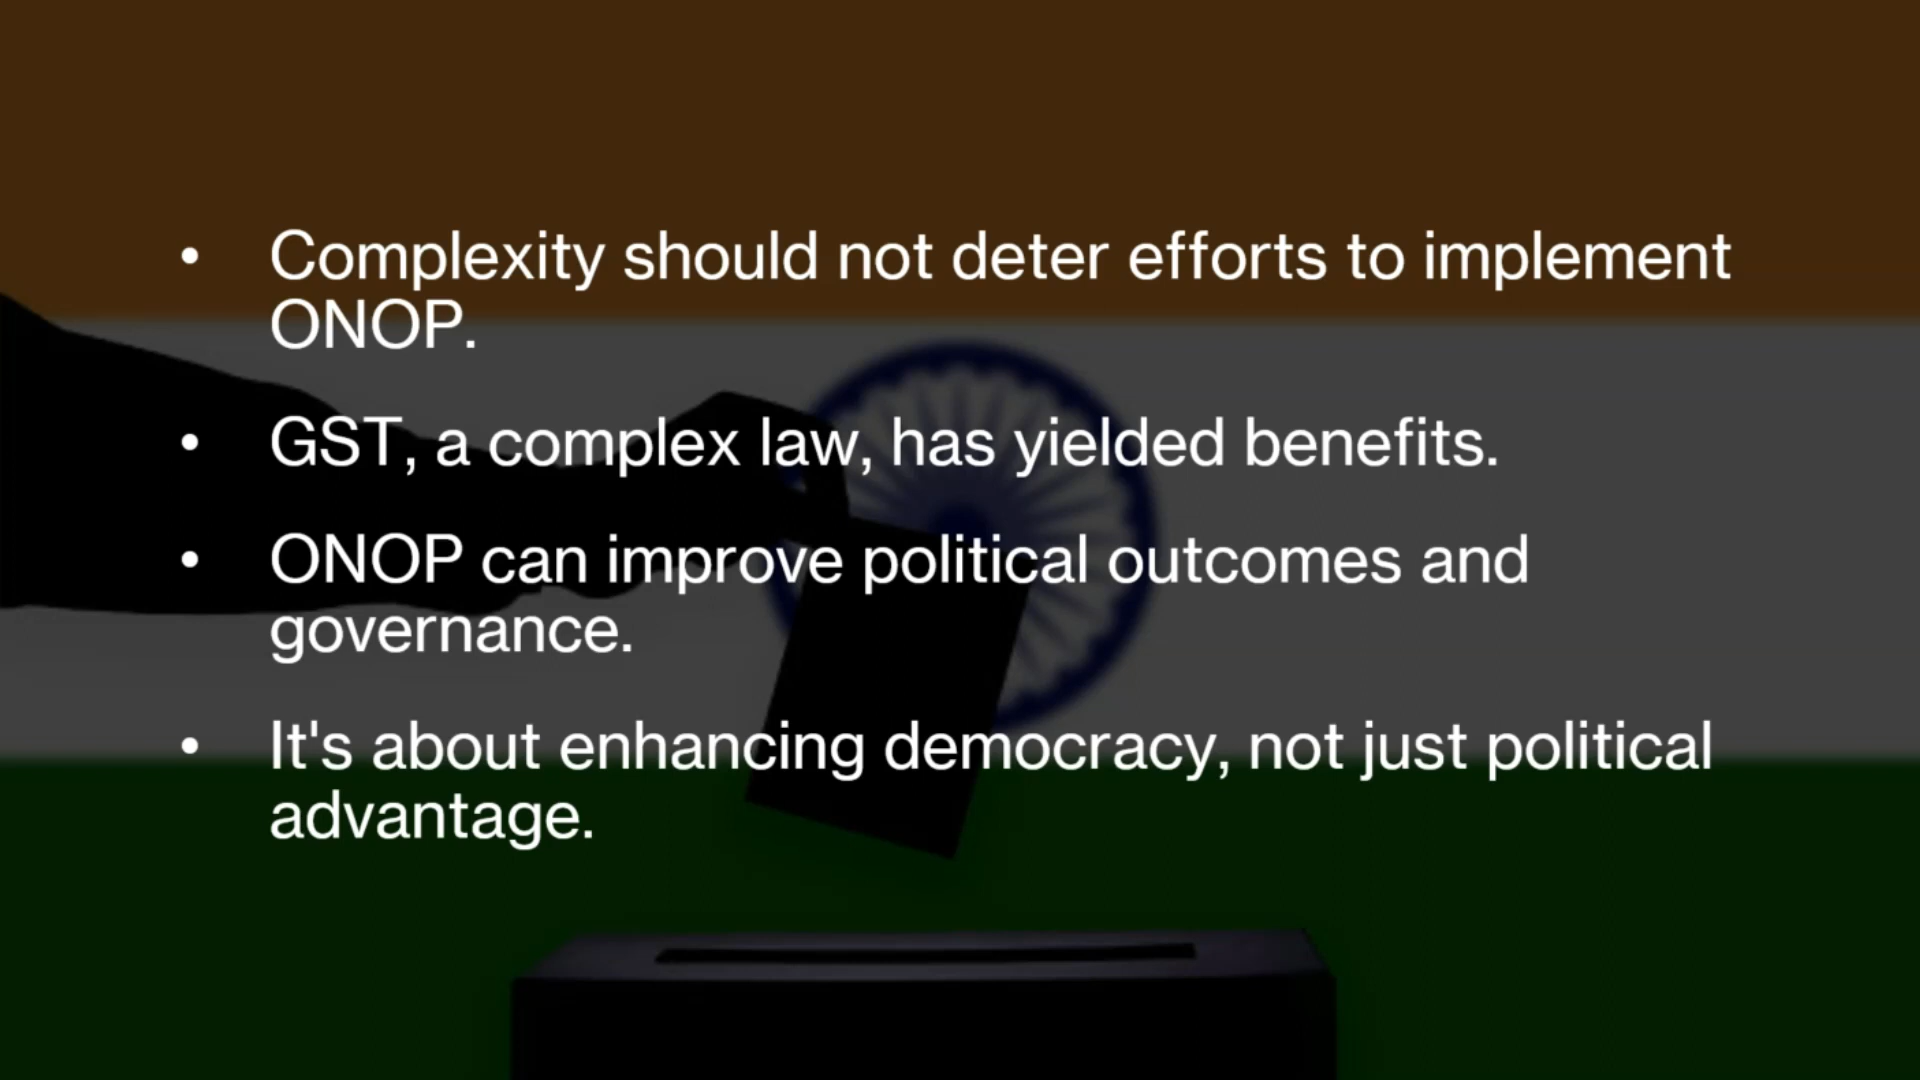 • Complexity should not deter efforts to implement
ONOP.
• GST, a complex law, has yielded benefits.
• ONOP can improve political outcomes and
governance.
• It's about enhancing democracy, not just political
advantage.